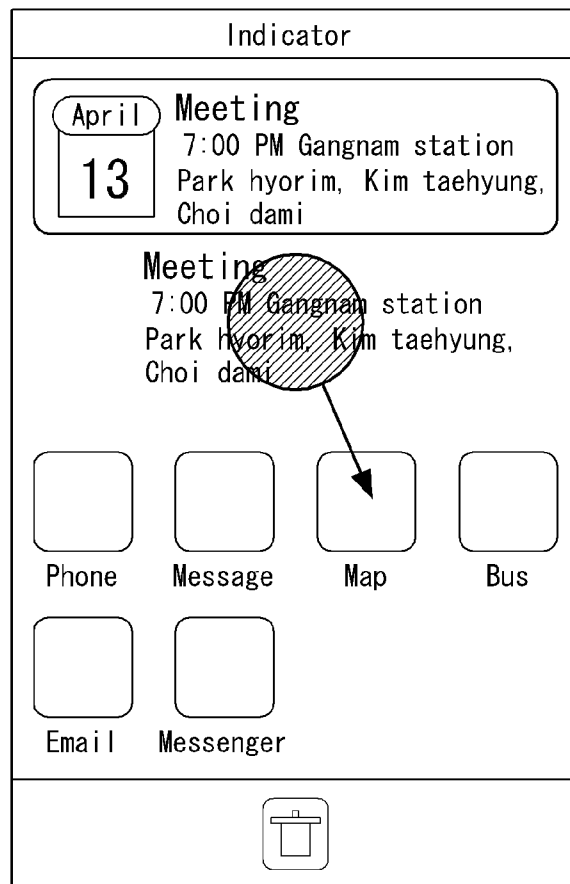 Indicator
April
13
Meeting
7:00 PM Gangnam station
Park hyorim, Kim taehyung,
Choi dami
Meeting
7:00 PM Gangnam station
Park hyorim, Kim taehyung,
Choi dami
Phone Message Map Bus
Email Messenger